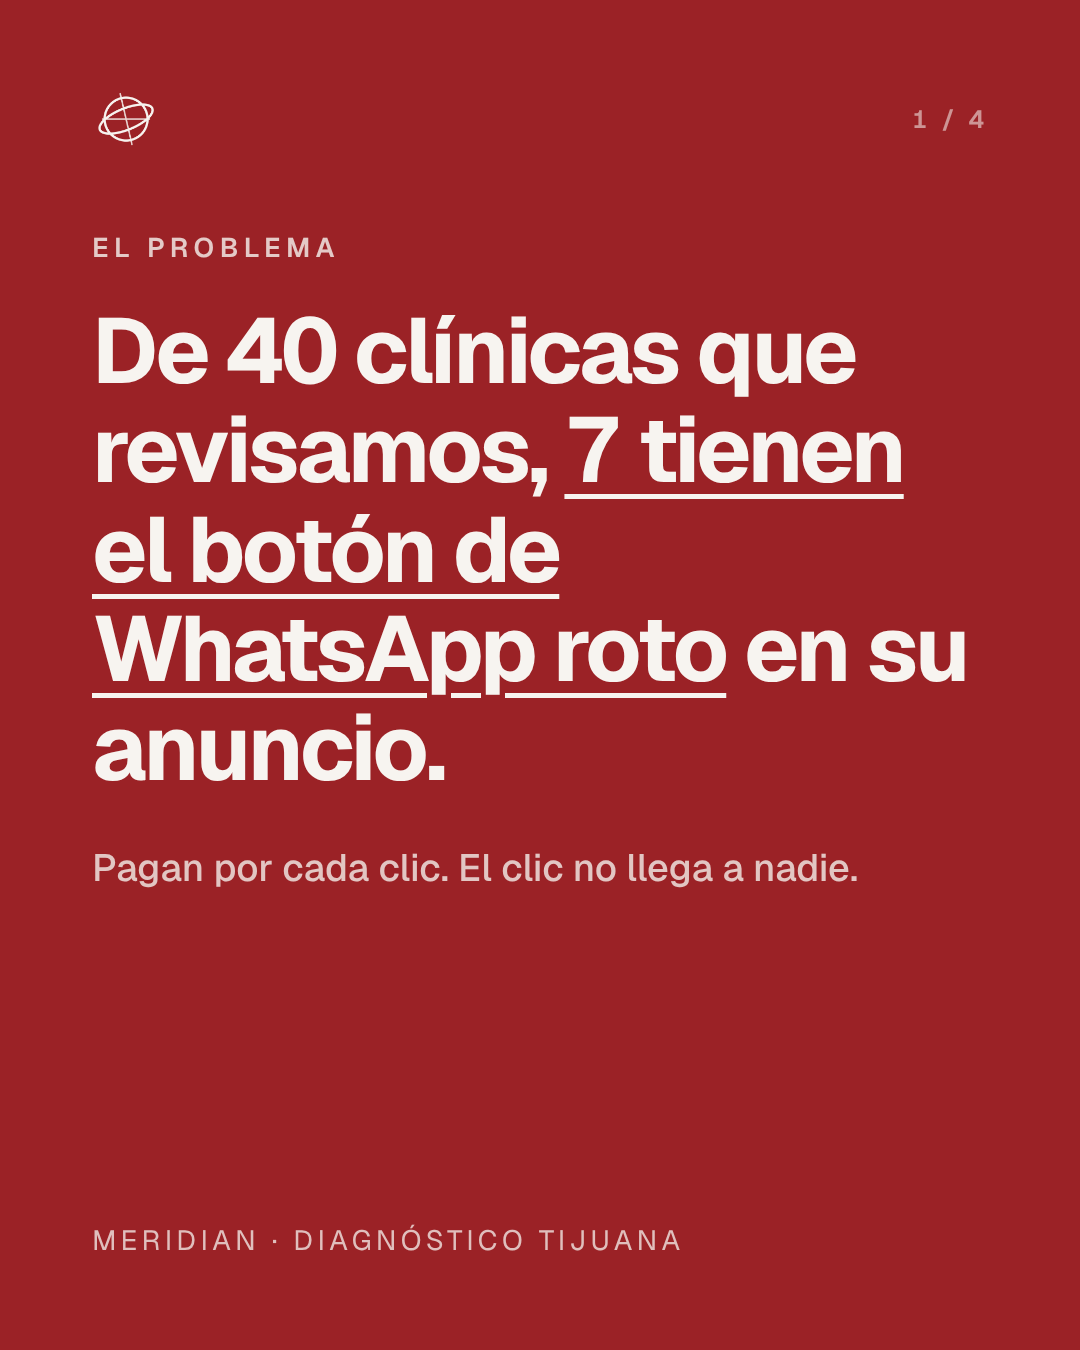 1 / 4
EL PROBLEMA
De 40 clínicas que
revisamos, 7 tienen
el botón de
WhatsApp roto en su
anuncio.
Pagan por cada clic. El clic no llega a nadie.
MERIDIAN · DIAGNÓSTICO TIJUANA